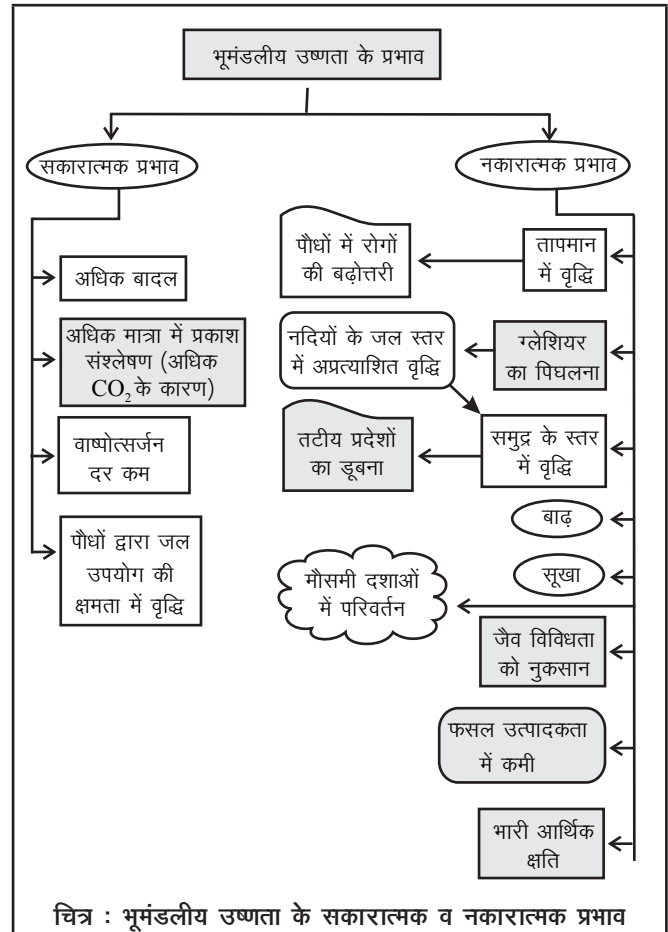 भूमंडलीय उष्णता के प्रभाव
सकारात्मक प्रभाव
अधिक बादल
अधिक मात्रा में प्रकाश
संश्लेषण (अधिक
CO₂ के कारण)
वाष्पोत्सर्जन
दर कम
पौधों द्वारा जल
उपयोग की
क्षमता में वृद्धि
नकारात्मक प्रभाव
तापमान
में वृद्धि
पौधों में रोगों
की बढ़ोत्तरी
ग्लेशियर
का पिघलना
नदियों के जल स्तर
में अप्रत्याशित वृद्धि
समुद्र के स्तर
में वृद्धि
तटीय प्रदेशों
का डूबना
बाढ़
सूखा
मौसमी दशाओं
में परिवर्तन
जैव विविधता
को नुकसान
फसल उत्पादकता
में कमी
भारी आर्थिक
क्षति
चित्र : भूमंडलीय उष्णता के सकारात्मक व नकारात्मक प्रभाव